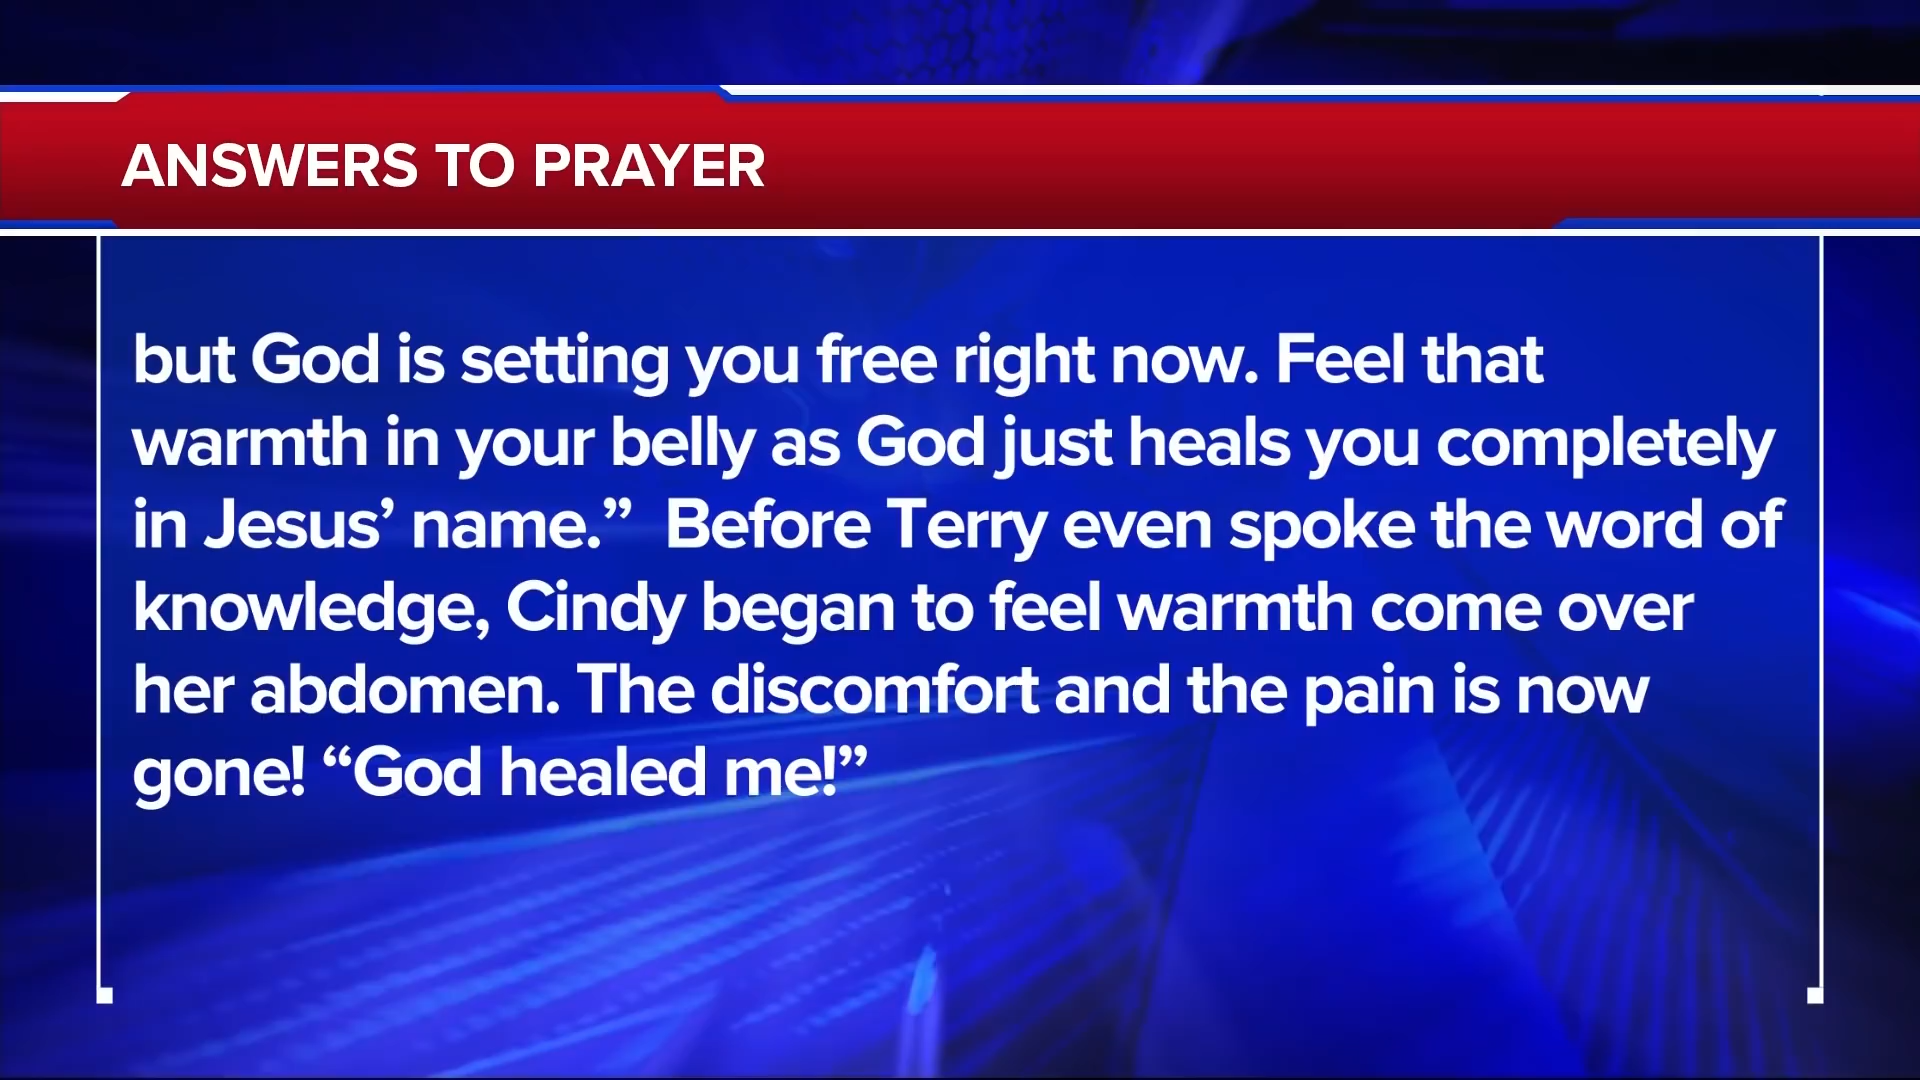 ANSWERS TO PRAYER
but God is setting you free right now. Feel that
warmth in your belly as God just heals you completely
in Jesus’ name.”  Before Terry even spoke the word of
knowledge, Cindy began to feel warmth come over
her abdomen. The discomfort and the pain is now
gone! “God healed me!”